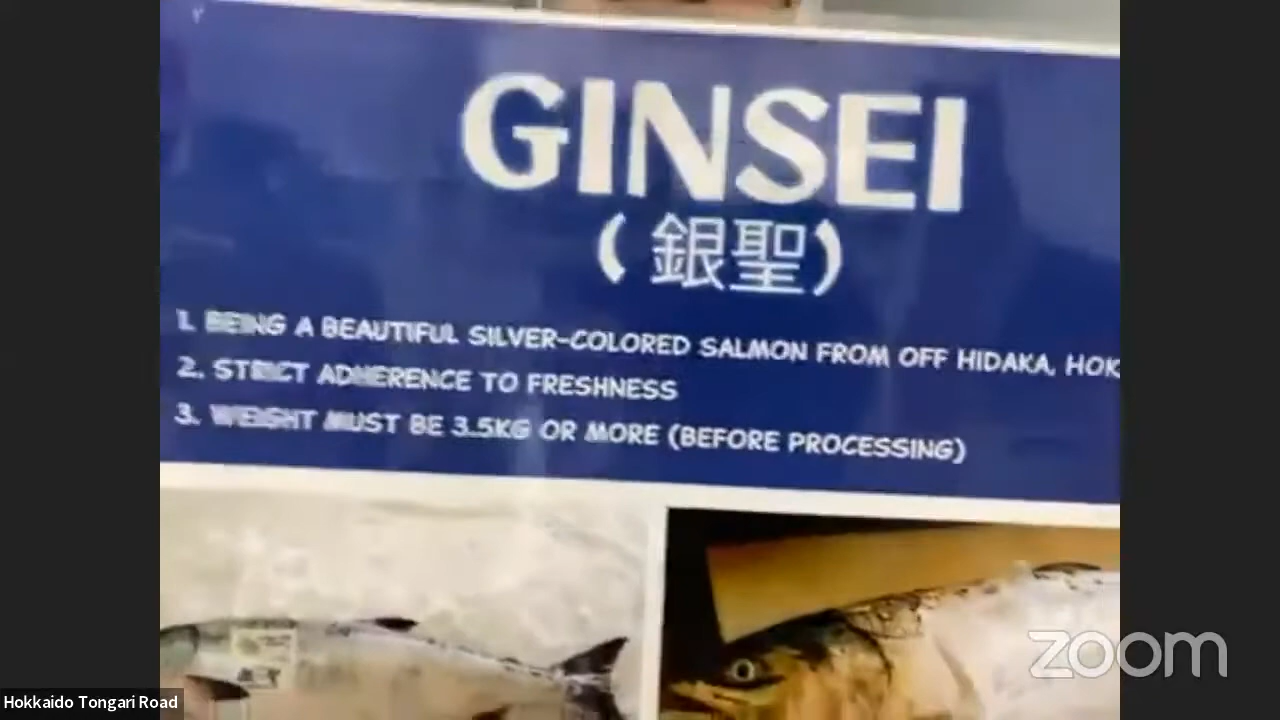 GINSEI
(銀聖)
1. BEING A BEAUTIFUL SILVER-COLORED SALMON FROM OFF HIDAKA, HOK
2. STRICT ADHERENCE TO FRESHNESS
3. WEIGHT MUST BE 3.5KG OR MORE (BEFORE PROCESSING)
zoom
Hokkaido Tongari Road